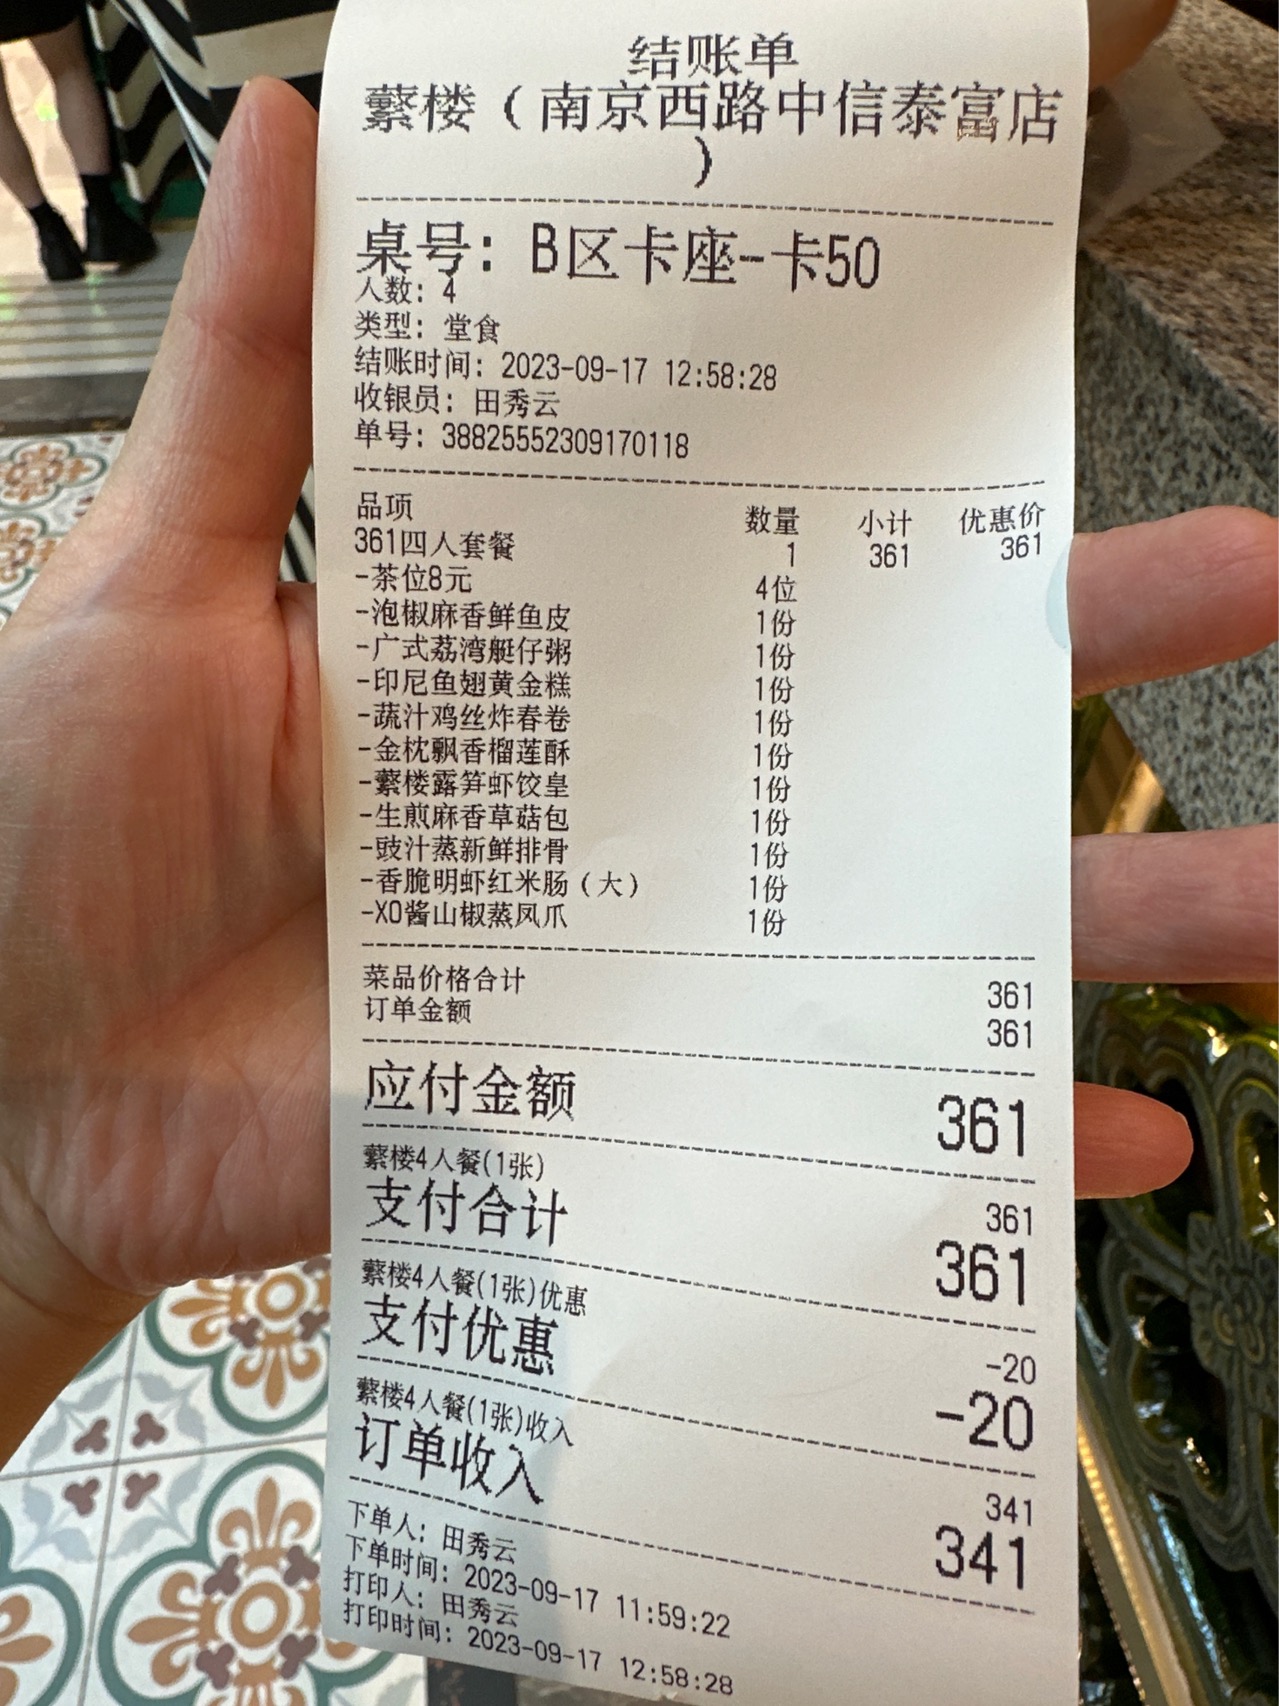 结账单
蘩楼（南京西路中信泰富店
）
桌号：B区卡座-卡50
人数：4
类型：堂食
结账时间：2023-09-17 12:58:28
收银员：田秀云
单号：38825552309170118
品项 数量 小计 优惠价
361四人套餐 1 361 361
-茶位8元 4位
-泡椒麻香鲜鱼皮 1份
-广式荔湾艇仔粥 1份
-印尼鱼翅黄金糕 1份
-蔬汁鸡丝炸春卷 1份
-金枕飘香榴莲酥 1份
-蘩楼露笋虾饺皇 1份
-生煎麻香草菇包 1份
-豉汁蒸新鲜排骨 1份
-香脆明虾红米肠（大） 1份
-XO酱山椒蒸凤爪 1份
菜品价格合计 361
订单金额 361
应付金额 361
蘩楼4人餐(1张) 361
支付合计 361
蘩楼4人餐(1张)优惠 -20
支付优惠 -20
蘩楼4人餐(1张)收入 341
订单收入 341
下单人：田秀云
下单时间：2023-09-17 11:59:22
打印人：田秀云
打印时间：2023-09-17 12:58:28